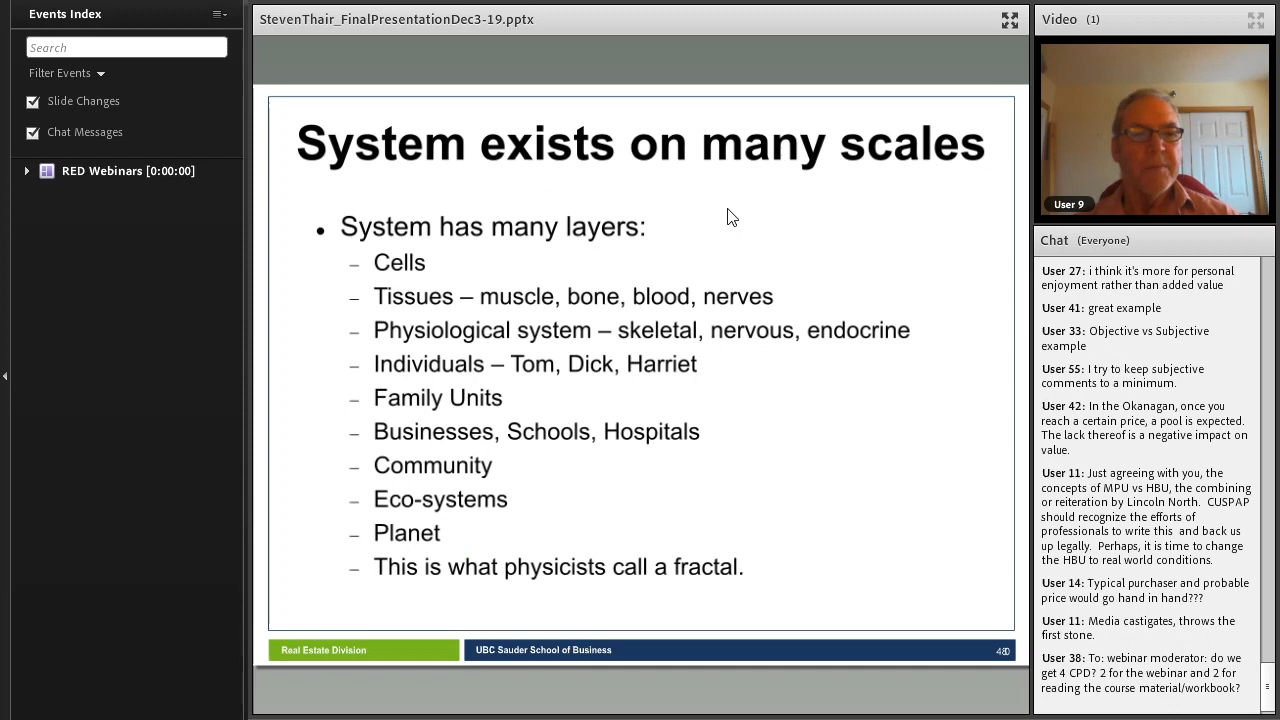 Events Index
Search
Filter Events
Slide Changes
Chat Messages
RED Webinars [0:00:00]
StevenThair_FinalPresentationDec3-19.pptx
System exists on many scales
• System has many layers:
– Cells
– Tissues – muscle, bone, blood, nerves
– Physiological system – skeletal, nervous, endocrine
– Individuals – Tom, Dick, Harriet
– Family Units
– Businesses, Schools, Hospitals
– Community
– Eco-systems
– Planet
– This is what physicists call a fractal.
Real Estate Division
UBC Sauder School of Business
Video (1)
User 9
Chat (Everyone)
User 27: i think it's more for personal
enjoyment rather than added value
User 41: great example
User 33: Objective vs Subjective
example
User 55: I try to keep subjective
comments to a minimum.
User 42: In the Okanagan, once you
reach a certain price, a pool is expected.
The lack thereof is a negative impact on
value.
User 11: Just agreeing with you, the
concepts of MPU vs HBU, the combining
or reiteration by Lincoln North. CUSPAP
should recognize the efforts of
professionals to write this and back us
up legally. Perhaps, it is time to change
the HBU to real world conditions.
User 14: Typical purchaser and probable
price would go hand in hand???
User 11: Media castigates, throws the
first stone.
User 38: To: webinar moderator: do we
get 4 CPD? 2 for the webinar and 2 for
reading the course material/workbook?